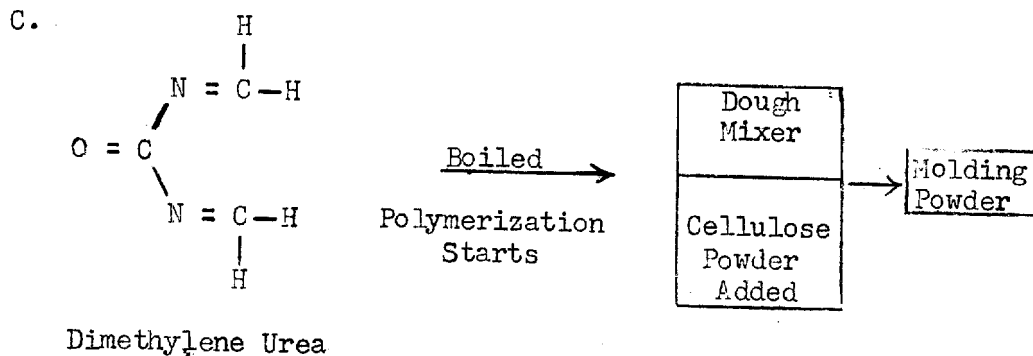 C.
H
N = C — H
O = C
N = C — H
H
Dimethylene Urea
Boiled
Polymerization
Starts
Dough
Mixer
Cellulose
Powder
Added
Molding
Powder